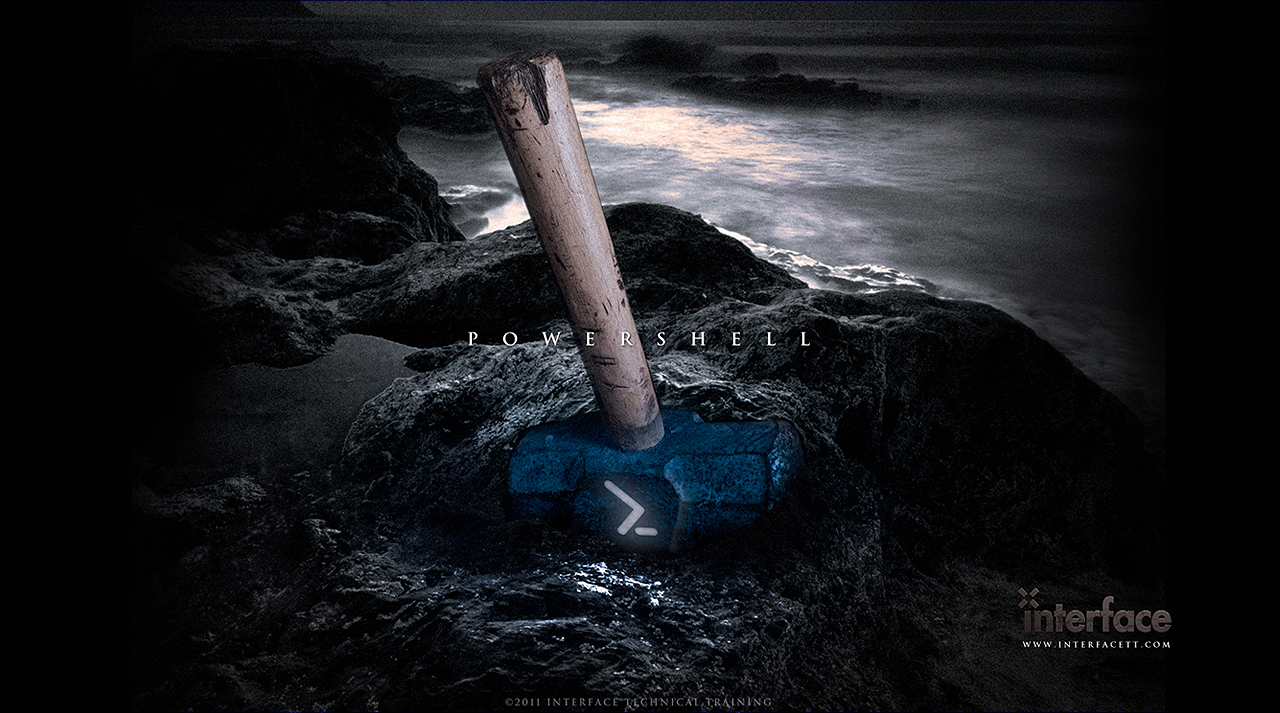 POWERSHELL
interface
WWW.INTERFACETT.COM
©2011 INTERFACE TECHNICAL TRAINING